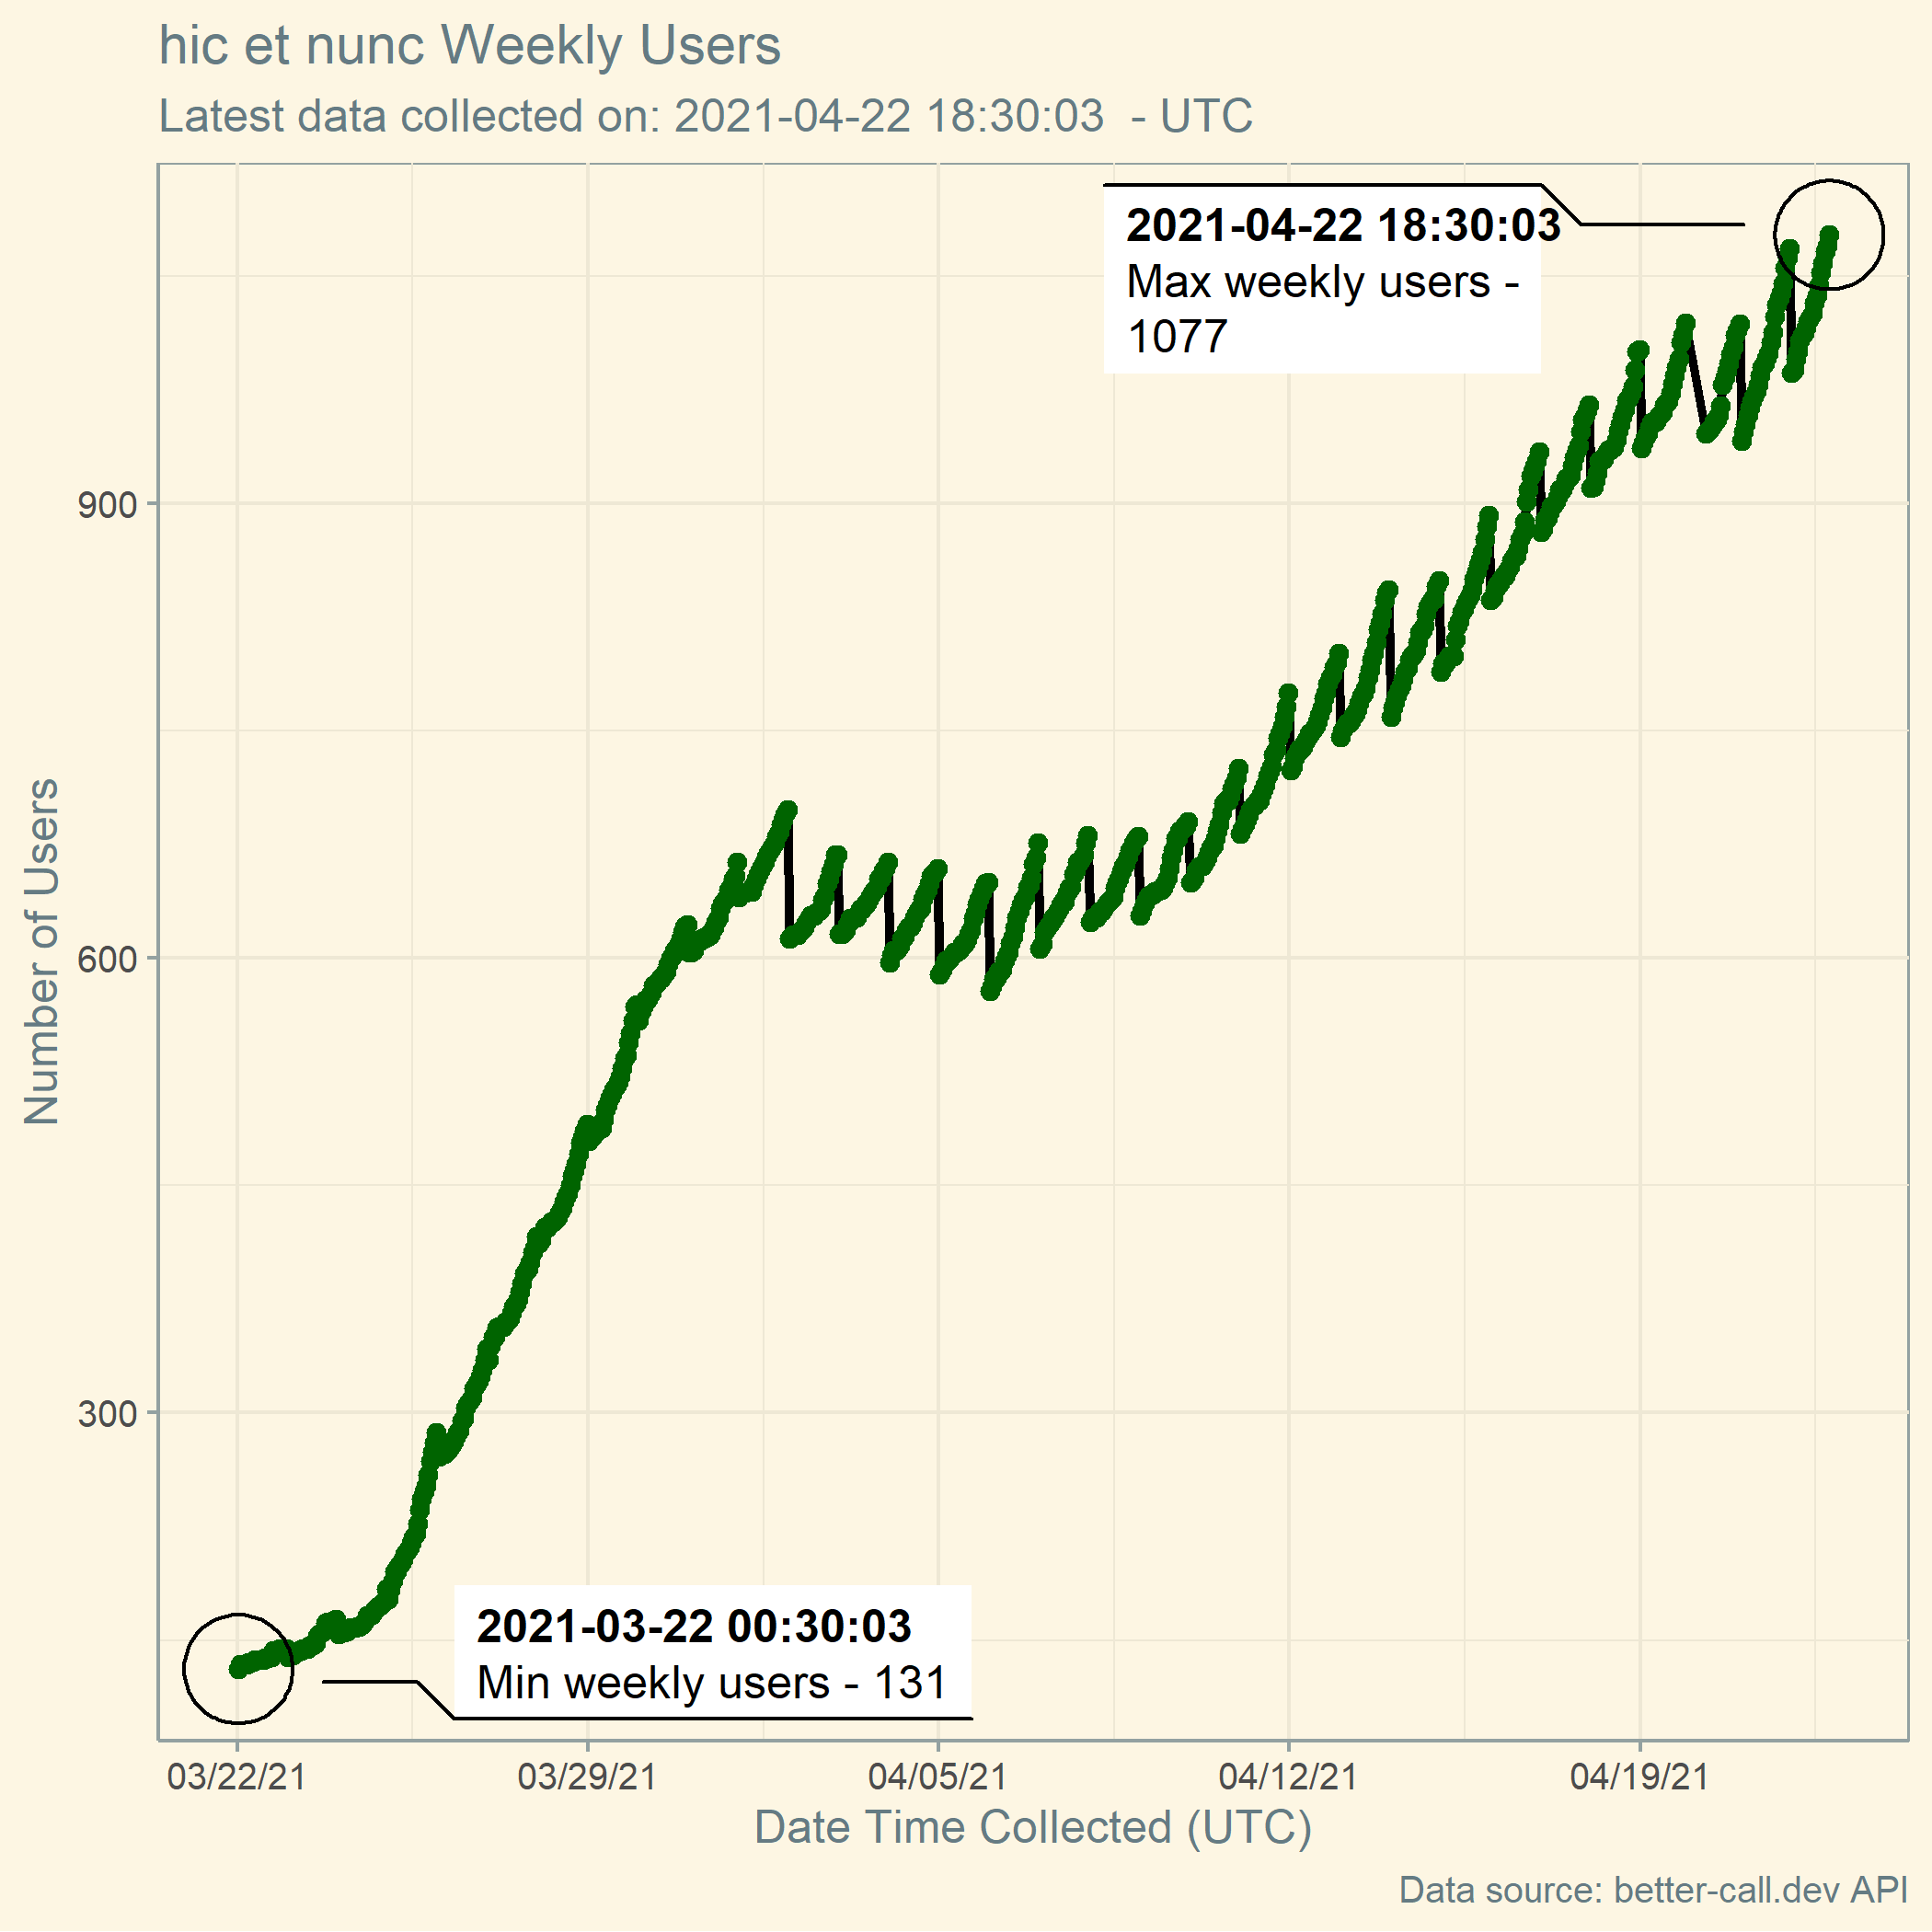 hic et nunc Weekly Users
Latest data collected on: 2021-04-22 18:30:03  - UTC
2021-04-22 18:30:03
Max weekly users -
1077
900
600
300
Number of Users
2021-03-22 00:30:03
Min weekly users - 131
03/22/21
03/29/21
04/05/21
04/12/21
04/19/21
Date Time Collected (UTC)
Data source: better-call.dev API